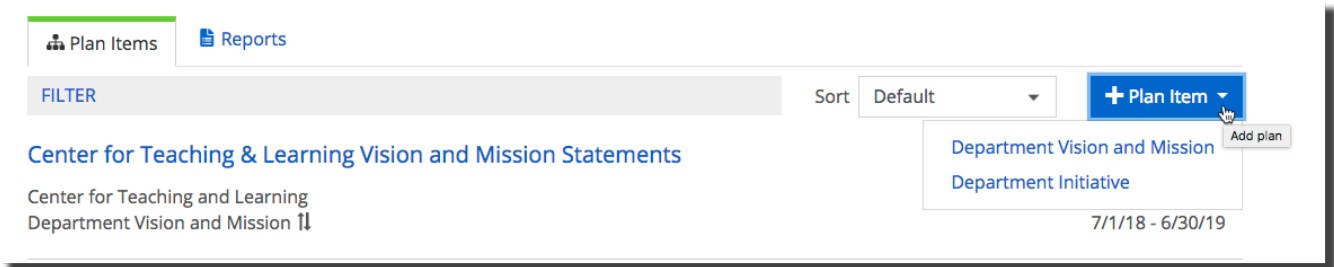 Plan Items Reports
FILTER Sort Default + Plan Item
Add plan
Center for Teaching & Learning Vision and Mission Statements Department Vision and Mission
Department Initiative
Center for Teaching and Learning
Department Vision and Mission 7/1/18 - 6/30/19